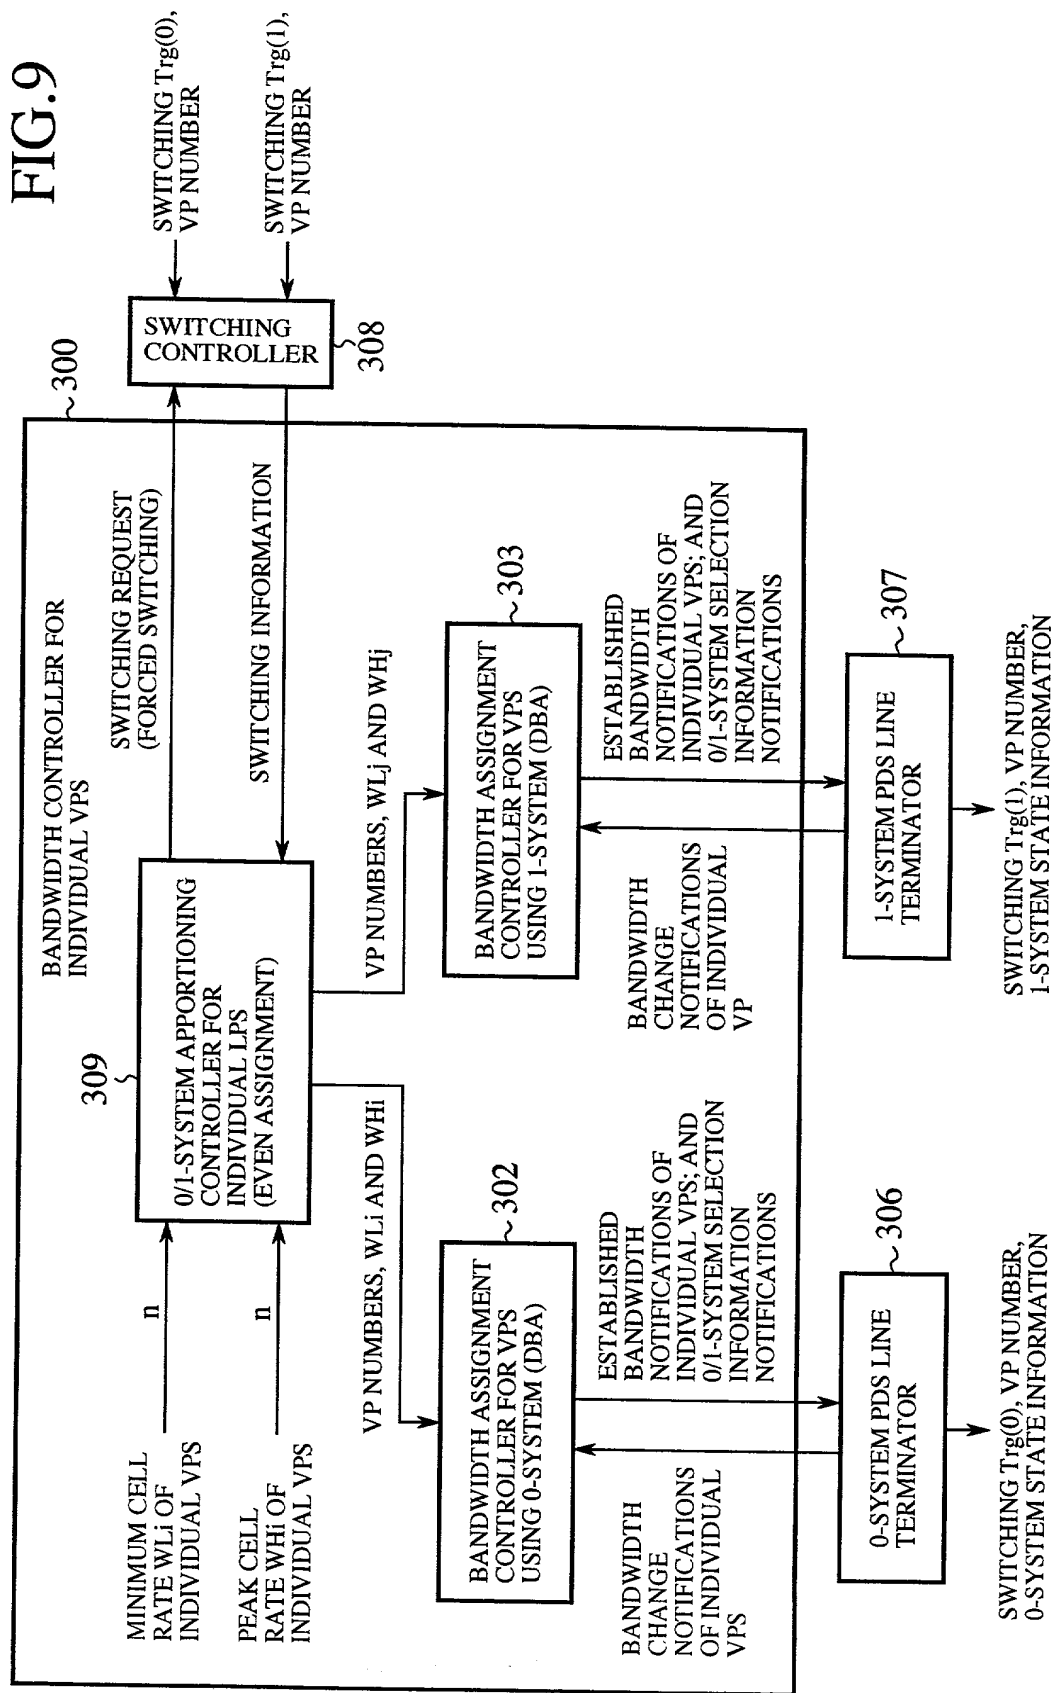 FIG.9
300
BANDWIDTH CONTROLLER FOR
INDIVIDUAL VPS
MINIMUM CELL
RATE WLi OF
INDIVIDUAL VPS
n
PEAK CELL
RATE WHi OF
INDIVIDUAL VPS
n
309
0/1-SYSTEM APPORTIONING
CONTROLLER FOR
INDIVIDUAL LPS
(EVEN ASSIGNMENT)
SWITCHING REQUEST
(FORCED SWITCHING)
SWITCHING INFORMATION
SWITCHING
CONTROLLER
308
SWITCHING Trg(0),
VP NUMBER
SWITCHING Trg(1),
VP NUMBER
VP NUMBERS, WLi AND WHi
VP NUMBERS, WLj AND WHj
302
BANDWIDTH ASSIGNMENT
CONTROLLER FOR VPS
USING 0-SYSTEM (DBA)
303
BANDWIDTH ASSIGNMENT
CONTROLLER FOR VPS
USING 1-SYSTEM (DBA)
BANDWIDTH
CHANGE
NOTIFICATIONS
OF INDIVIDUAL
VPS
ESTABLISHED
BANDWIDTH
NOTIFICATIONS OF
INDIVIDUAL VPS; AND
0/1-SYSTEM SELECTION
INFORMATION
NOTIFICATIONS
BANDWIDTH
CHANGE
NOTIFICATIONS
OF INDIVIDUAL
VP
ESTABLISHED
BANDWIDTH
NOTIFICATIONS OF
INDIVIDUAL VPS; AND
0/1-SYSTEM SELECTION
INFORMATION
NOTIFICATIONS
306
0-SYSTEM PDS LINE
TERMINATOR
307
1-SYSTEM PDS LINE
TERMINATOR
SWITCHING Trg(0), VP NUMBER,
0-SYSTEM STATE INFORMATION
SWITCHING Trg(1), VP NUMBER,
1-SYSTEM STATE INFORMATION